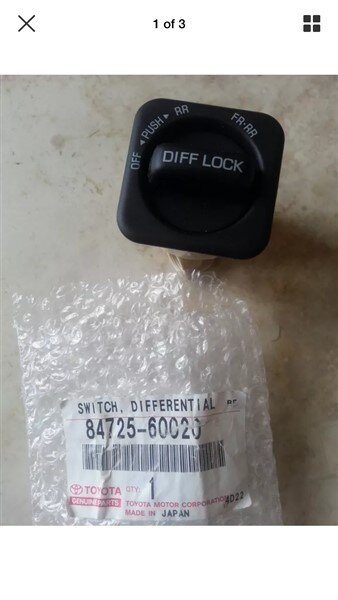 1 of 3
OFF ◄PUSH► RR FR·RR
DIFF LOCK
SWITCH, DIFFERENTIAL
84725-60020
TOYOTA
GENUINE PARTS
QTY. 1
TOYOTA MOTOR CORPORATION
4D22
MADE IN JAPAN